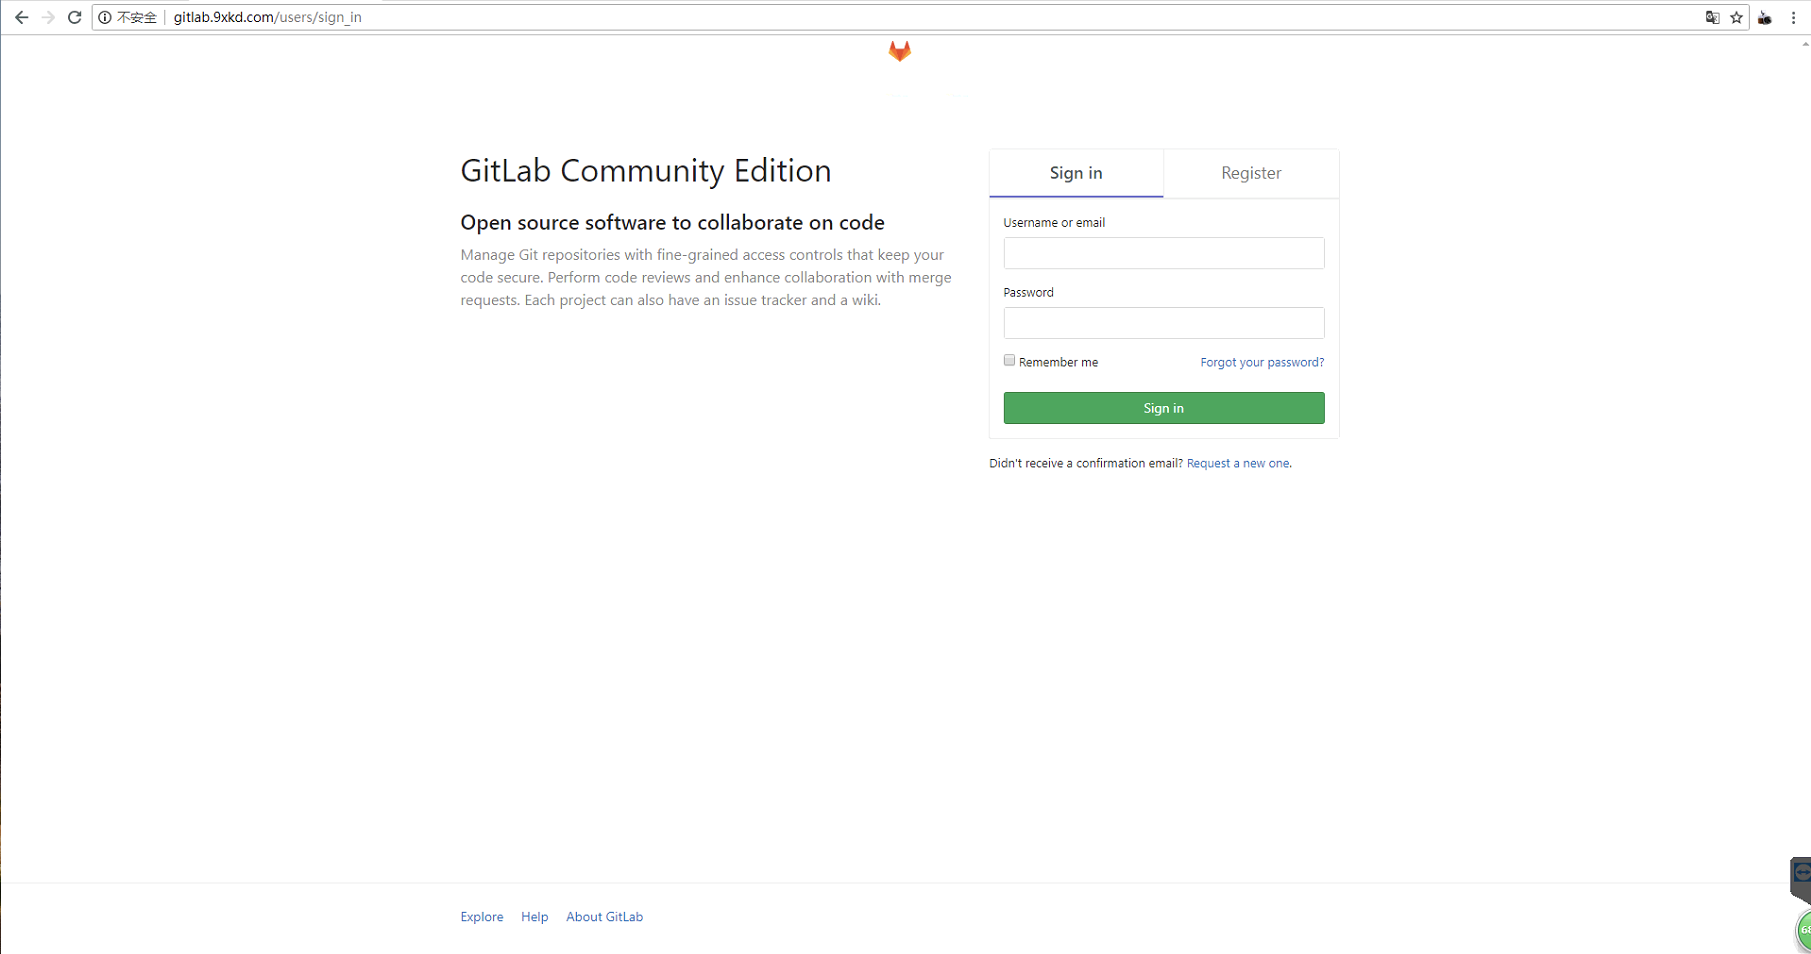 不安全 gitlab.9xkd.com/users/sign_in
GitLab Community Edition
Open source software to collaborate on code
Manage Git repositories with fine-grained access controls that keep your
code secure. Perform code reviews and enhance collaboration with merge
requests. Each project can also have an issue tracker and a wiki.
Sign in Register
Username or email
Password
Remember me Forgot your password?
Sign in
Didn't receive a confirmation email? Request a new one.
Explore Help About GitLab